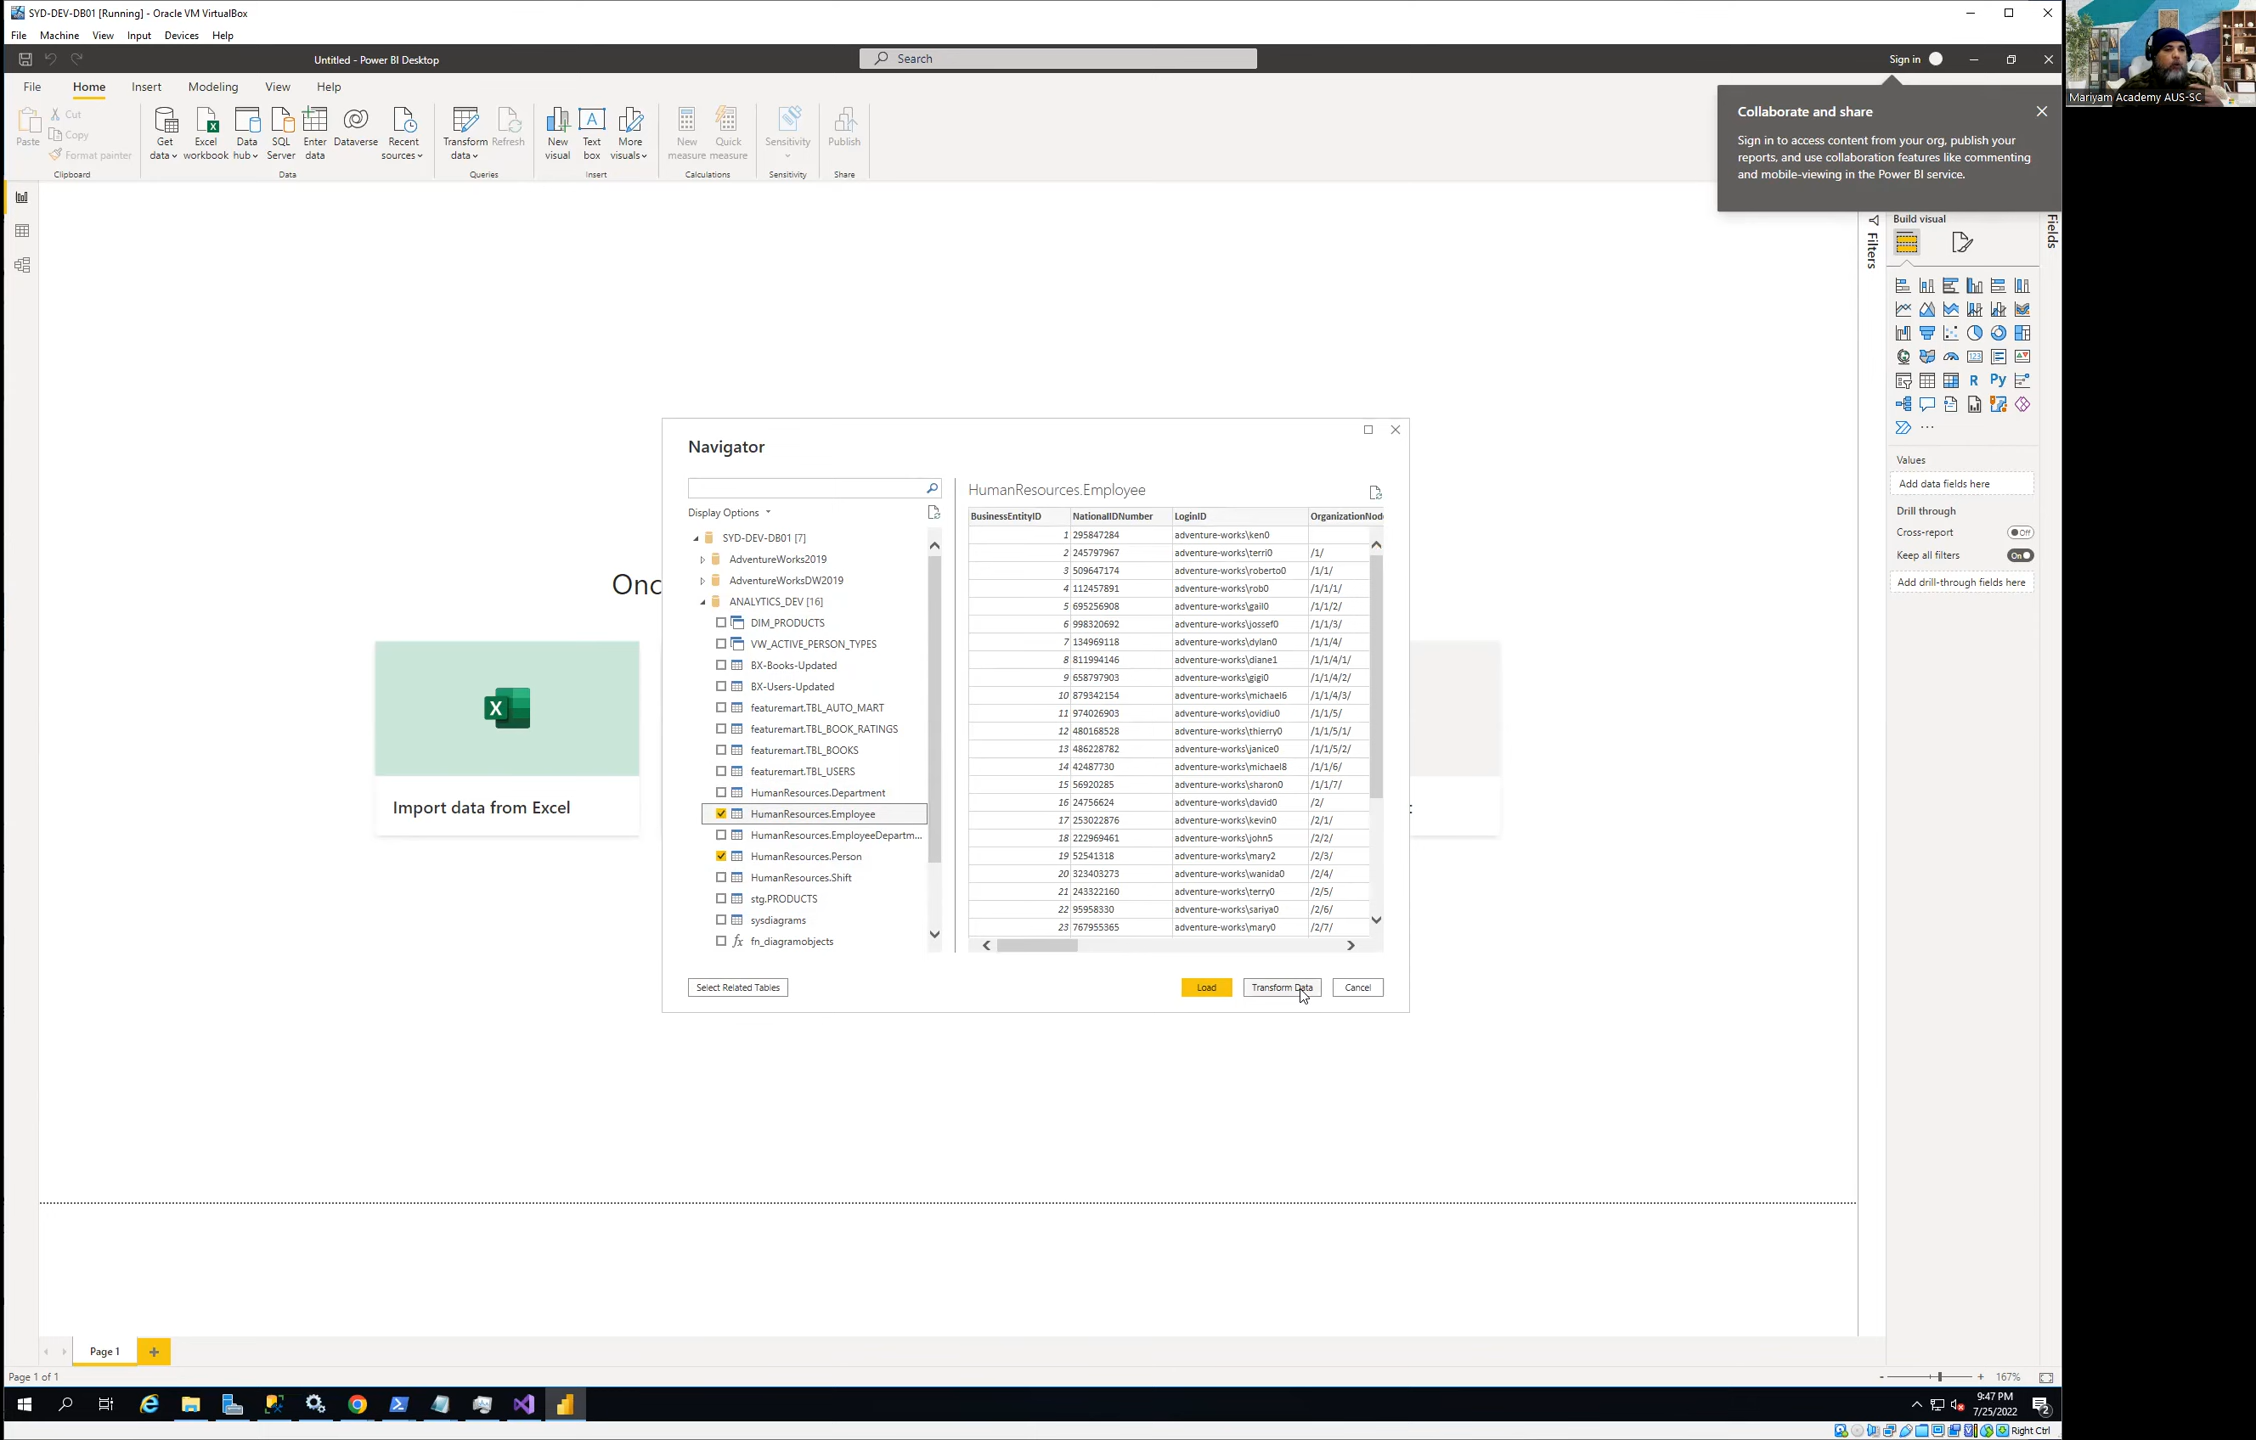 SYD-DEV-DB01 [Running] - Oracle VM VirtualBox
File Machine View Input Devices Help
Untitled - Power BI Desktop
Search
Sign in
Mariyam Academy AUS-SC
File Home Insert Modeling View Help
Paste
Cut
Copy
Format painter
Clipboard
Get data
Excel workbook
Data hub
SQL Server
Enter data
Dataverse
Recent sources
Data
Transform data
Refresh
Queries
New visual
Text box
More visuals
Insert
New measure
Quick measure
Calculations
Sensitivity
Sensitivity
Publish
Share
Collaborate and share
Sign in to access content from your org, publish your
reports, and use collaboration features like commenting
and mobile-viewing in the Power BI service.
Filters
Build visual
Fields
R
Py
123
Values
Add data fields here
Drill through
Cross-report Off
Keep all filters On
Add drill-through fields here
Onc
Import data from Excel
Navigator
Display Options
SYD-DEV-DB01 [7]
AdventureWorks2019
AdventureWorksDW2019
ANALYTICS_DEV [16]
DIM_PRODUCTS
VW_ACTIVE_PERSON_TYPES
BX-Books-Updated
BX-Users-Updated
featuremart.TBL_AUTO_MART
featuremart.TBL_BOOK_RATINGS
featuremart.TBL_BOOKS
featuremart.TBL_USERS
HumanResources.Department
HumanResources.Employee
HumanResources.EmployeeDepartm...
HumanResources.Person
HumanResources.Shift
stg.PRODUCTS
sysdiagrams
fx fn_diagramobjects
HumanResources.Employee
BusinessEntityID NationalIDNumber LoginID OrganizationNode
1 295847284 adventure-works\ken0
2 245797967 adventure-works\terri0 /1/
3 509647174 adventure-works\roberto0 /1/1/
4 112457891 adventure-works\rob0 /1/1/1/
5 695256908 adventure-works\gail0 /1/1/2/
6 998320692 adventure-works\jossef0 /1/1/3/
7 134969118 adventure-works\dylan0 /1/1/4/
8 811994146 adventure-works\diane1 /1/1/4/1/
9 658797903 adventure-works\gigi0 /1/1/4/2/
10 879342154 adventure-works\michael6 /1/1/4/3/
11 974026903 adventure-works\ovidiu0 /1/1/5/
12 480168528 adventure-works\thierry0 /1/1/5/1/
13 486228782 adventure-works\janice0 /1/1/5/2/
14 42487730 adventure-works\michael8 /1/1/6/
15 56920285 adventure-works\sharon0 /1/1/7/
16 24756624 adventure-works\david0 /2/
17 253022876 adventure-works\kevin0 /2/1/
18 222969461 adventure-works\john5 /2/2/
19 52541318 adventure-works\mary2 /2/3/
20 323403273 adventure-works\wanida0 /2/4/
21 243322160 adventure-works\terry0 /2/5/
22 95958330 adventure-works\sariya0 /2/6/
23 767955365 adventure-works\mary0 /2/7/
Select Related Tables
Load
Transform Data
Cancel
Page 1
Page 1 of 1
167%
9:47 PM
7/25/2022
2
Right Ctrl